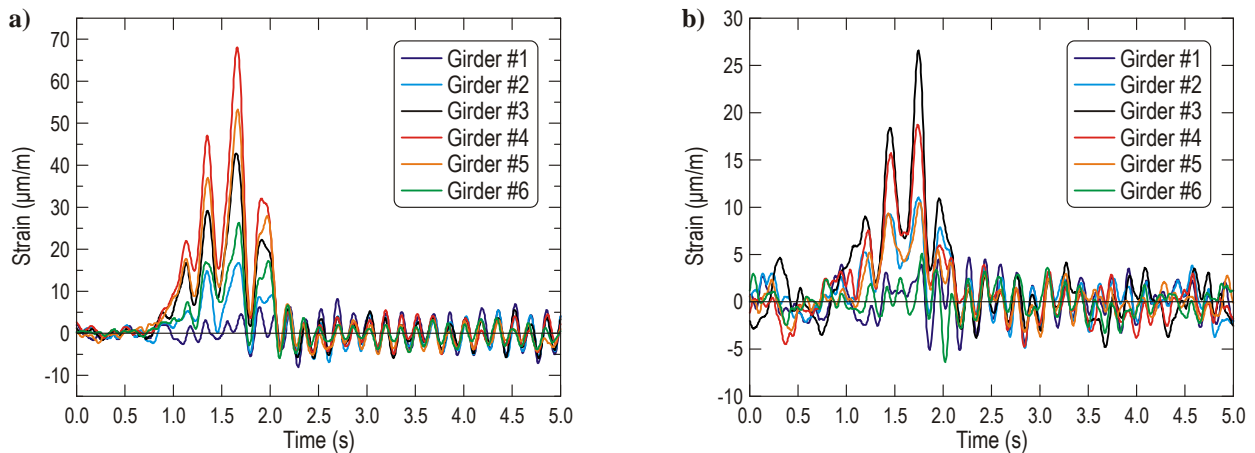 a)
Strain (µm/m)
70
60
50
40
30
20
10
0
-10
0.0 0.5 1.0 1.5 2.0 2.5 3.0 3.5 4.0 4.5 5.0
Time (s)
Girder #1
Girder #2
Girder #3
Girder #4
Girder #5
Girder #6
b)
Strain (µm/m)
30
25
20
15
10
5
0
-5
-10
0.0 0.5 1.0 1.5 2.0 2.5 3.0 3.5 4.0 4.5 5.0
Time (s)
Girder #1
Girder #2
Girder #3
Girder #4
Girder #5
Girder #6